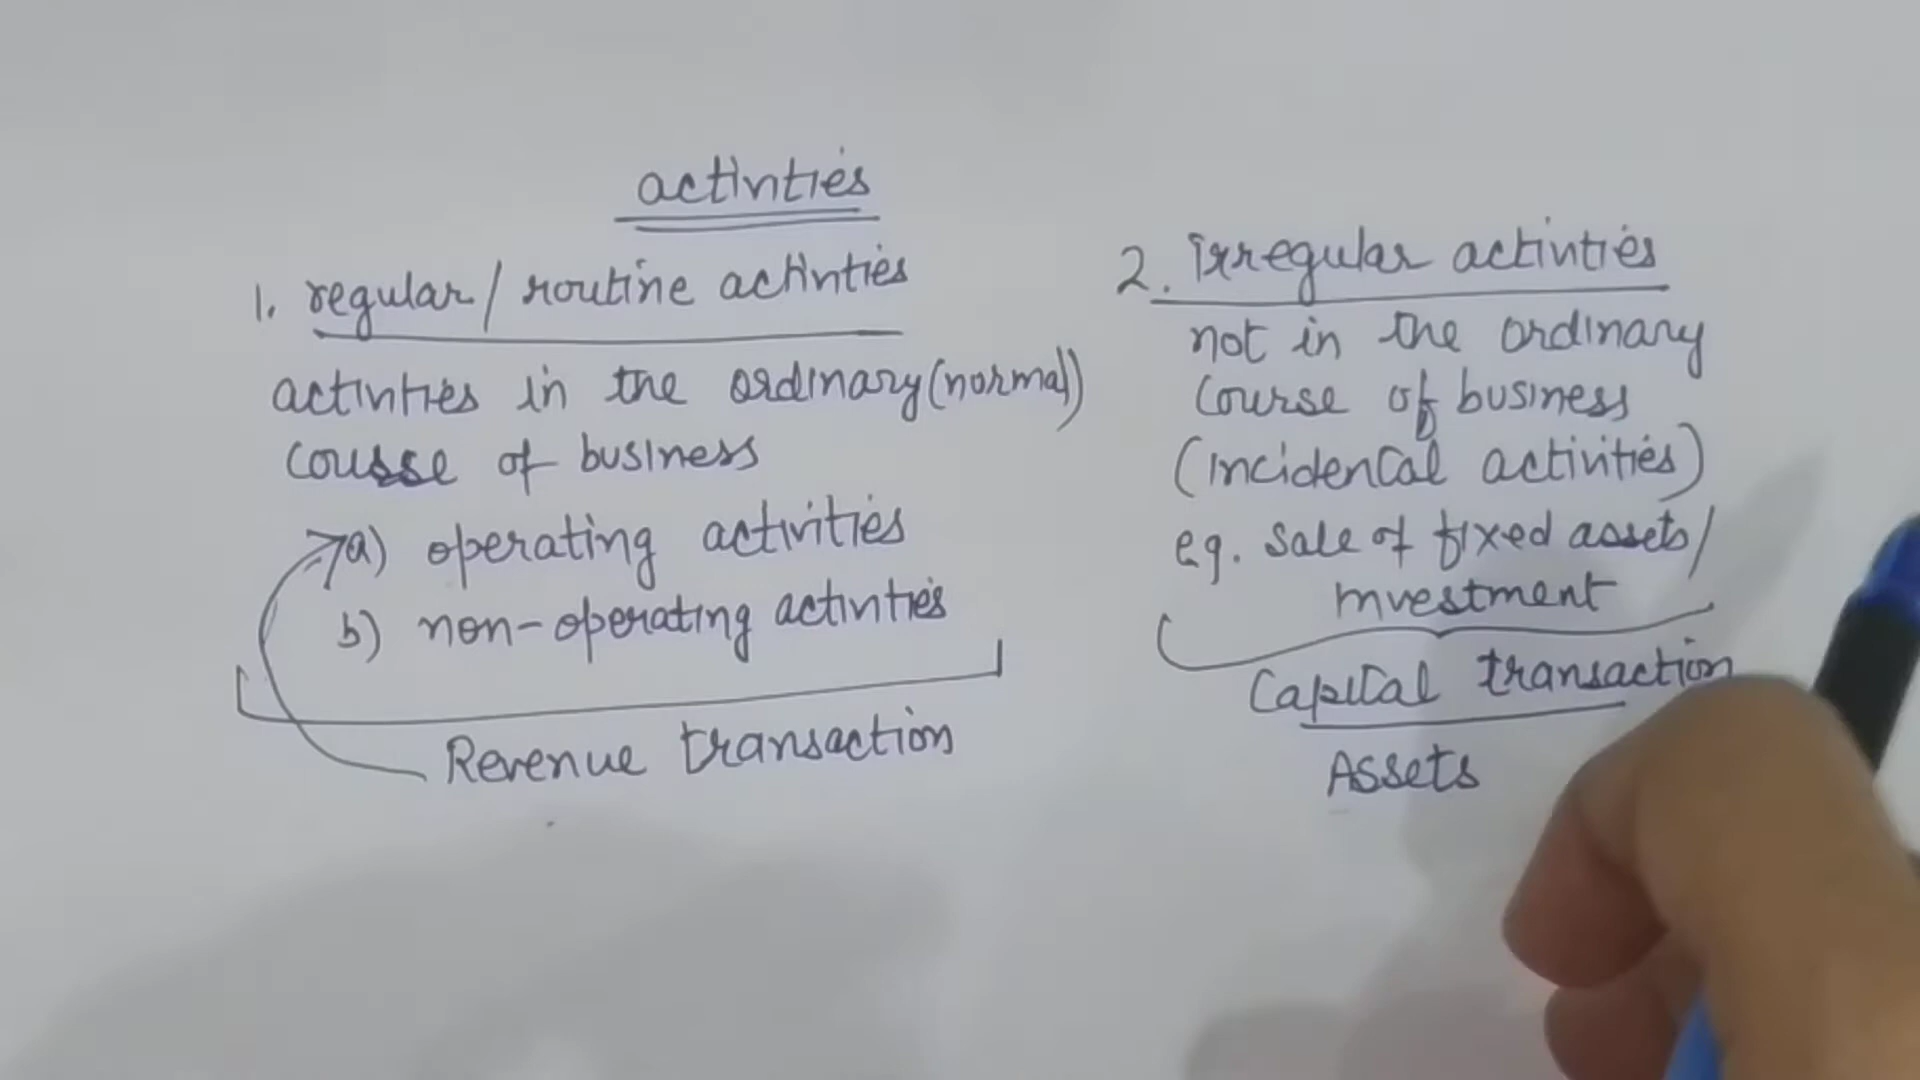 activities
1. regular/ routine activities
activities in the ordinary (normal)
course of business
a) operating activities
b) non-operating activities
Revenue transaction
2. Irregular activities
not in the ordinary
course of business
(incidental activities)
eg. sale of fixed assets/
investment
Capital transaction
Assets